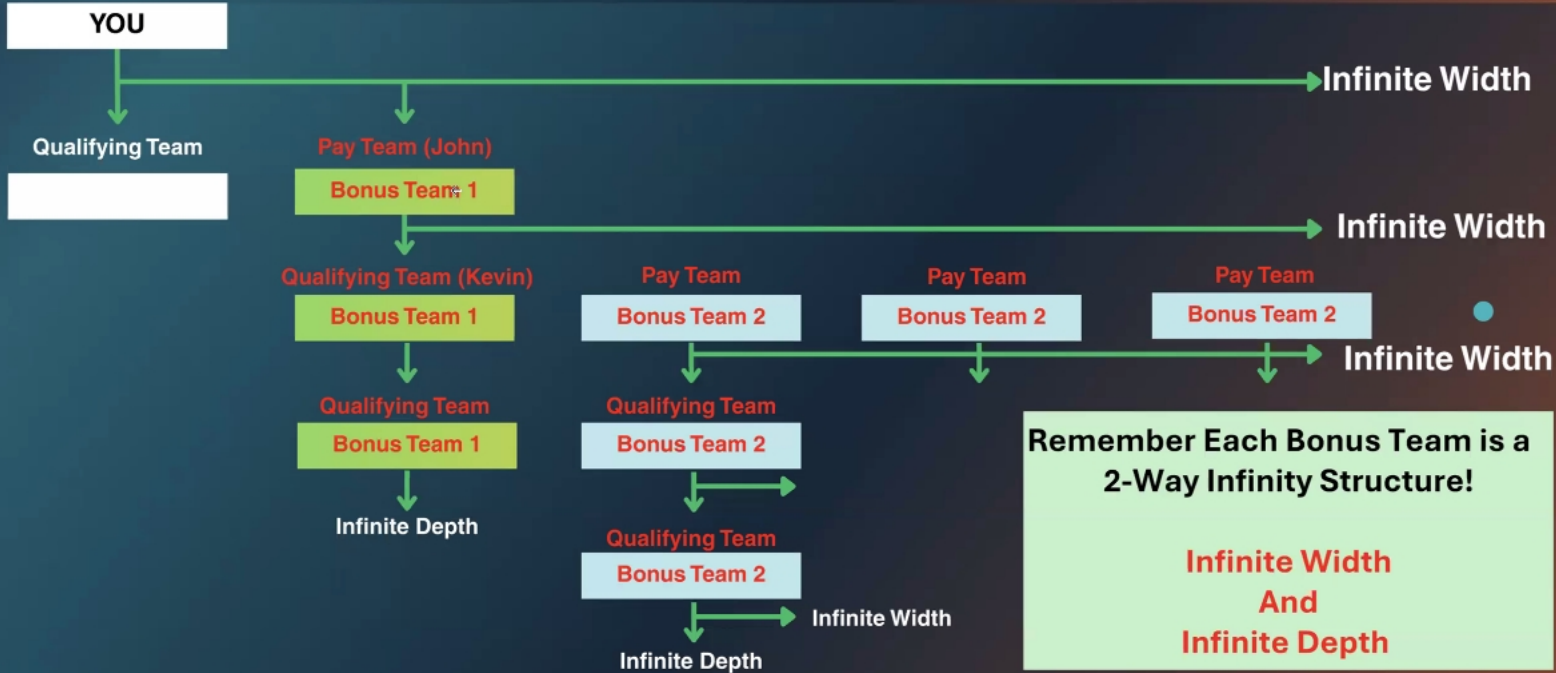 YOU
Infinite Width
Qualifying Team
Pay Team (John)
Bonus Team 1
Infinite Width
Qualifying Team (Kevin)
Pay Team
Pay Team
Pay Team
Bonus Team 1
Bonus Team 2
Bonus Team 2
Bonus Team 2
Infinite Width
Qualifying Team
Qualifying Team
Bonus Team 1
Bonus Team 2
Infinite Depth
Qualifying Team
Bonus Team 2
Infinite Width
Infinite Depth
Remember Each Bonus Team is a
2-Way Infinity Structure!
Infinite Width
And
Infinite Depth